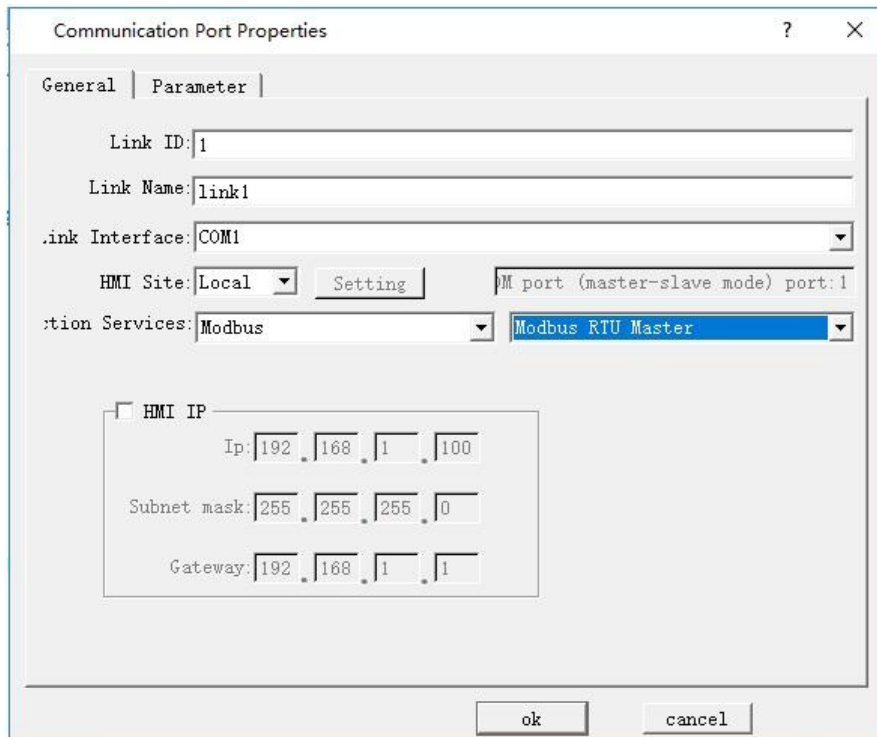 Communication Port Properties ? ×
General Parameter
Link ID: 1
Link Name: link1
ink Interface: COM1
HMI Site: Local Setting M port (master-slave mode) port:1
tion Services: Modbus Modbus RTU Master
HMI IP
Ip: 192 . 168 . 1 . 100
Subnet mask: 255 . 255 . 255 . 0
Gateway: 192 . 168 . 1 . 1
ok cancel